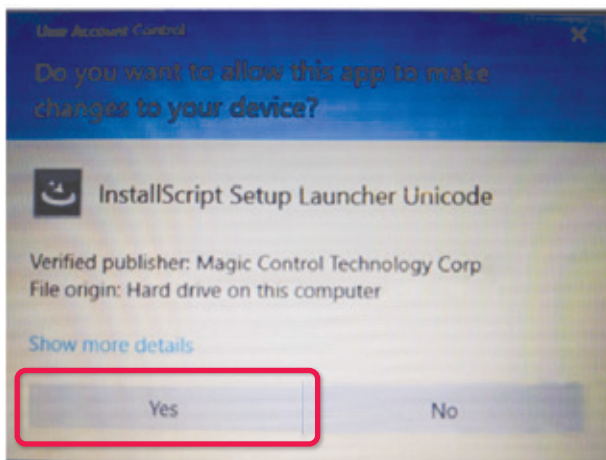 User Account Control
Do you want to allow this app to make
changes to your device?
InstallScript Setup Launcher Unicode
Verified publisher: Magic Control Technology Corp
File origin: Hard drive on this computer
Show more details
Yes
No